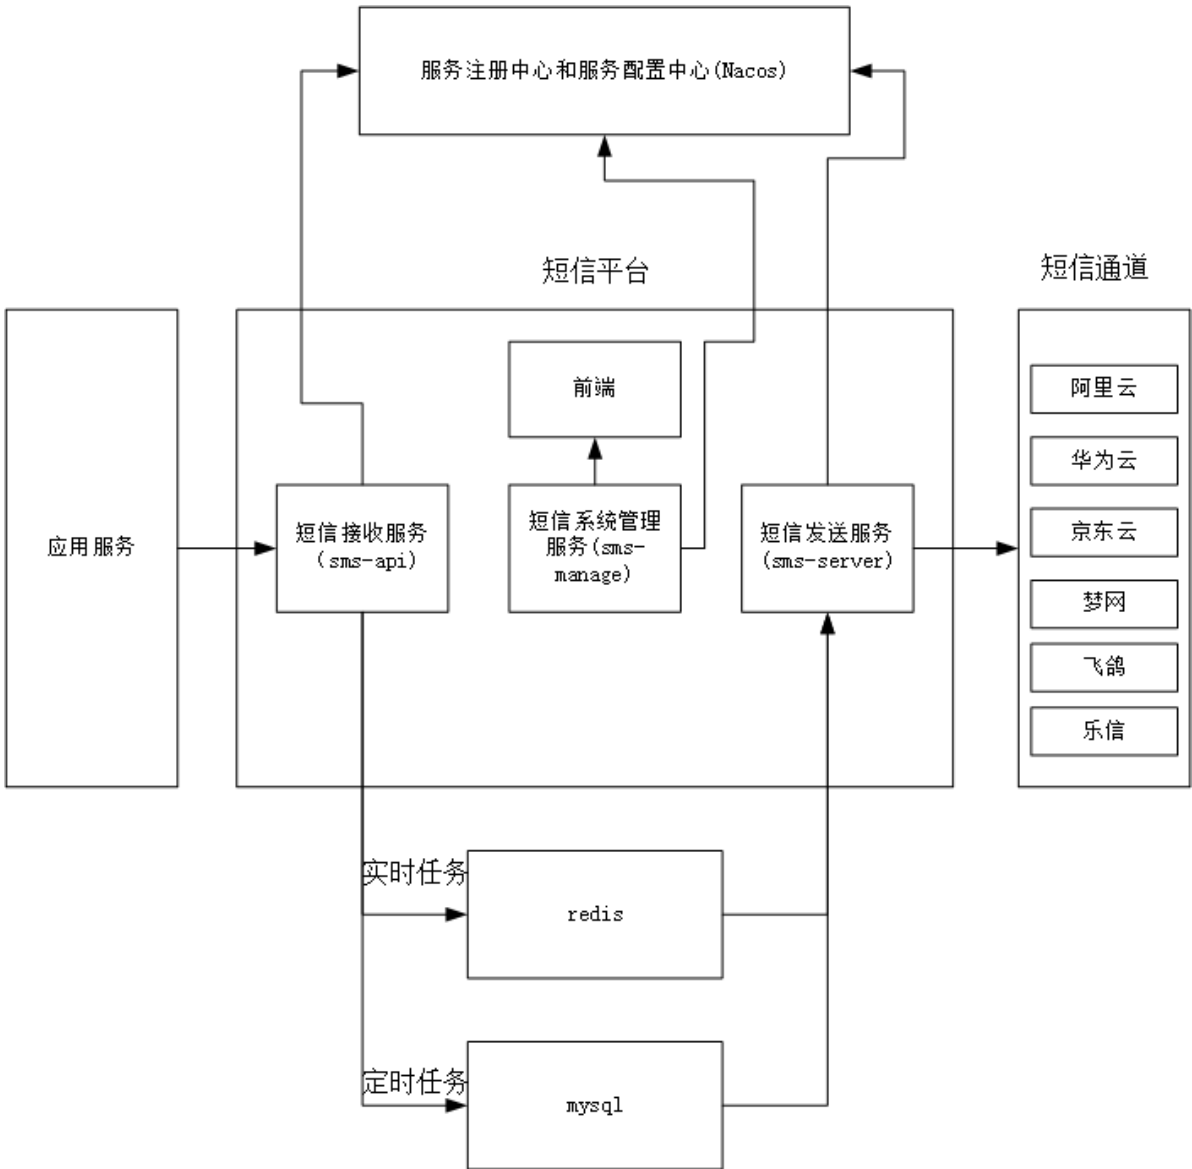 服务注册中心和服务配置中心(Nacos)
短信平台
短信通道
前端
阿里云
华为云
京东云
梦网
飞鸽
乐信
应用服务
短信接收服务
(sms-api)
短信系统管理
服务(sms-
manage)
短信发送服务
(sms-server)
实时任务
redis
定时任务
mysql